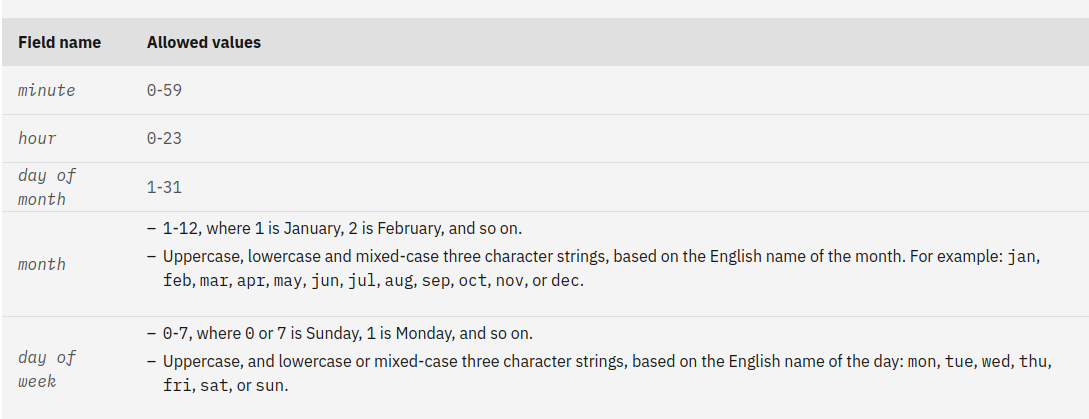 Field name Allowed values
minute 0-59
hour 0-23
day of
month
1-31
month
– 1-12, where 1 is January, 2 is February, and so on.
– Uppercase, lowercase and mixed-case three character strings, based on the English name of the month. For example: jan,
feb, mar, apr, may, jun, jul, aug, sep, oct, nov, or dec.
day of
week
– 0-7, where 0 or 7 is Sunday, 1 is Monday, and so on.
– Uppercase, and lowercase or mixed-case three character strings, based on the English name of the day: mon, tue, wed, thu,
fri, sat, or sun.